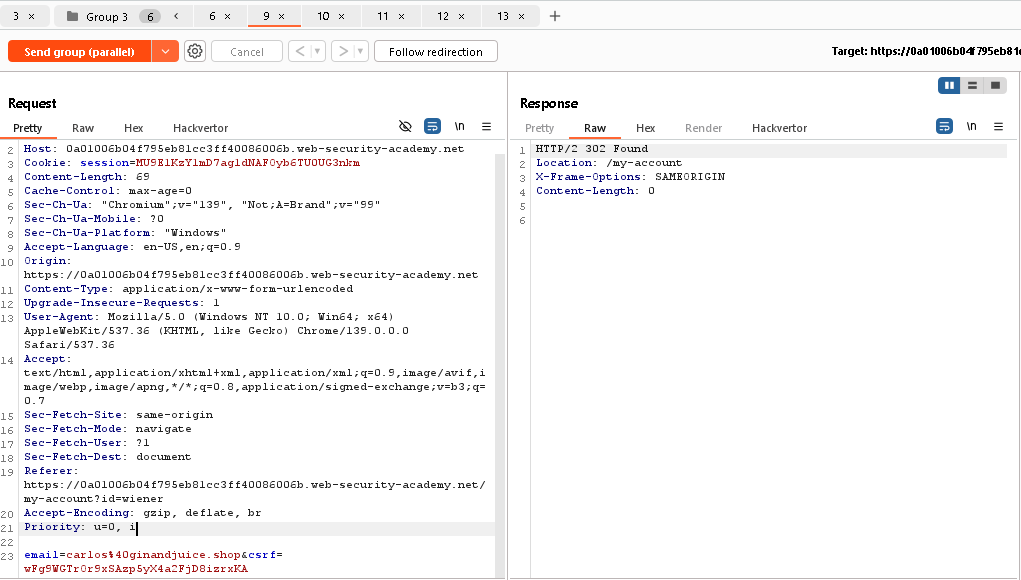 3 × Group 3 6 < 6 × 9 × 10 × 11 × 12 × 13 × +
Send group (parallel) Cancel < > Follow redirection Target: https://0a01006b04f795eb81c
Request
Pretty Raw Hex Hackvertor \n
2 Host: 0a01006b04f795eb81cc3ff40086006b.web-security-academy.net
3 Cookie: session=
4 Content-Length: 69
5 Cache-Control: max-age=0
6 Sec-Ch-Ua: "Chromium";v="139", "Not;A=Brand";v="99"
7 Sec-Ch-Ua-Mobile: ?0
8 Sec-Ch-Ua-Platform: "Windows"
9 Accept-Language: en-US,en;q=0.9
10 Origin:
https://0a01006b04f795eb81cc3ff40086006b.web-security-academy.net
11 Content-Type: application/x-www-form-urlencoded
12 Upgrade-Insecure-Requests: 1
13 User-Agent: Mozilla/5.0 (Windows NT 10.0; Win64; x64)
AppleWebKit/537.36 (KHTML, like Gecko) Chrome/139.0.0.0
Safari/537.36
14 Accept:
text/html,application/xhtml+xml,application/xml;q=0.9,image/avif,i
mage/webp,image/apng,*/*;q=0.8,application/signed-exchange;v=b3;q=
0.7
15 Sec-Fetch-Site: same-origin
16 Sec-Fetch-Mode: navigate
17 Sec-Fetch-User: ?1
18 Sec-Fetch-Dest: document
19 Referer:
https://0a01006b04f795eb81cc3ff40086006b.web-security-academy.net/
my-account?id=wiener
20 Accept-Encoding: gzip, deflate, br
21 Priority: u=0, i
22
23 email=carlos%40ginandjuice.shop&csrf=
Response
Pretty Raw Hex Render Hackvertor \n
1 HTTP/2 302 Found
2 Location: /my-account
3 X-Frame-Options: SAMEORIGIN
4 Content-Length: 0
5
6